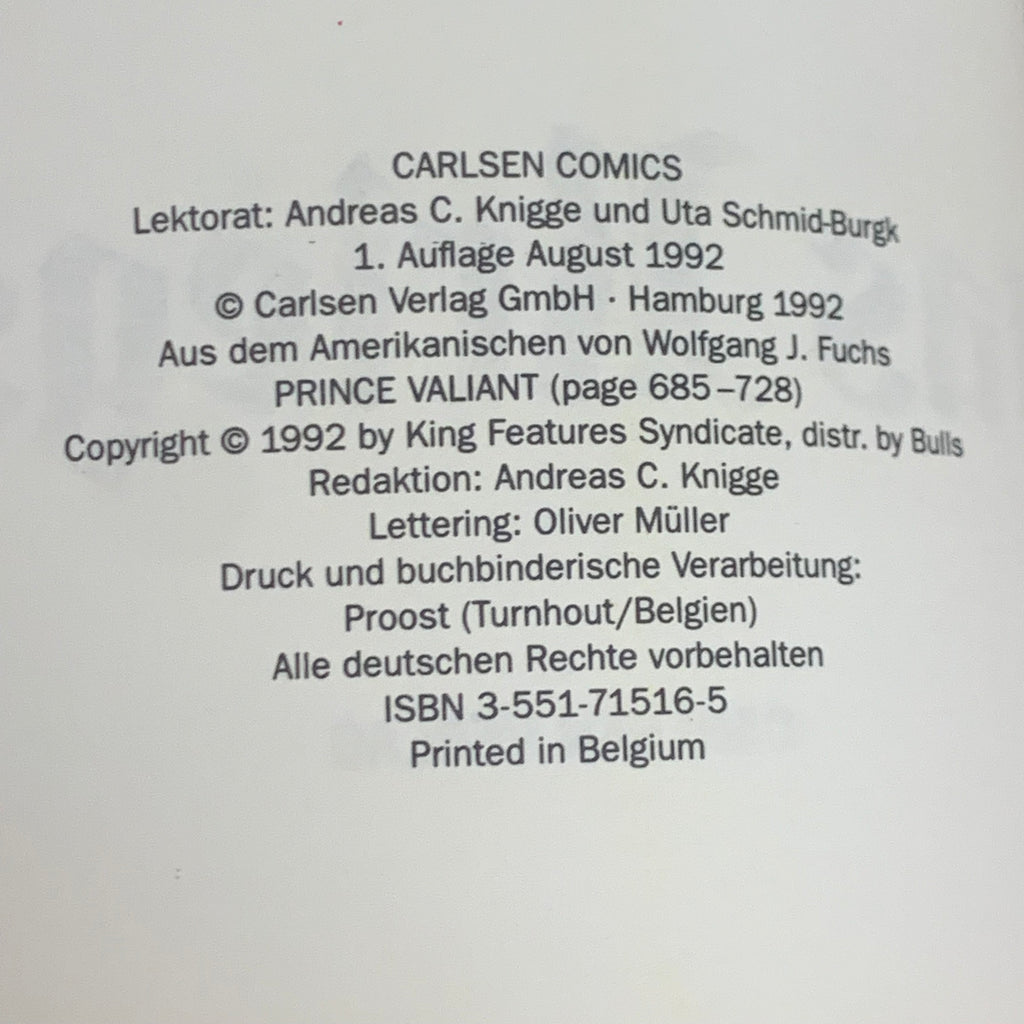 CARLSEN COMICS
Lektorat: Andreas C. Knigge und Uta Schmid-Burgk
1. Auflage August 1992
© Carlsen Verlag GmbH · Hamburg 1992
Aus dem Amerikanischen von Wolfgang J. Fuchs
PRINCE VALIANT (page 685–728)
Copyright © 1992 by King Features Syndicate, distr. by Bulls
Redaktion: Andreas C. Knigge
Lettering: Oliver Müller
Druck und buchbinderische Verarbeitung:
Proost (Turnhout/Belgien)
Alle deutschen Rechte vorbehalten
ISBN 3-551-71516-5
Printed in Belgium